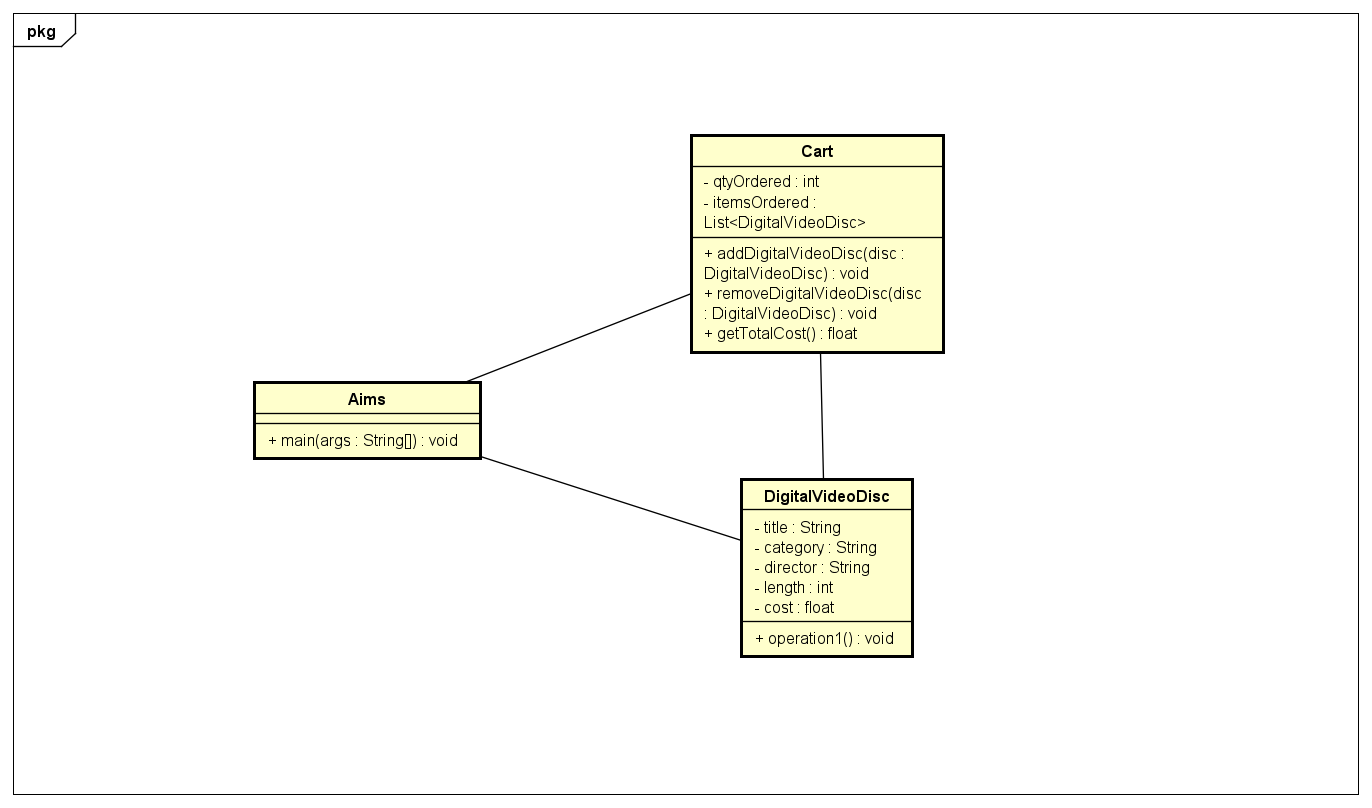 pkg
Cart
- qtyOrdered : int
- itemsOrdered :
List<DigitalVideoDisc>
+ addDigitalVideoDisc(disc :
DigitalVideoDisc) : void
+ removeDigitalVideoDisc(disc
: DigitalVideoDisc) : void
+ getTotalCost() : float
Aims
+ main(args : String[]) : void
DigitalVideoDisc
- title : String
- category : String
- director : String
- length : int
- cost : float
+ operation1() : void